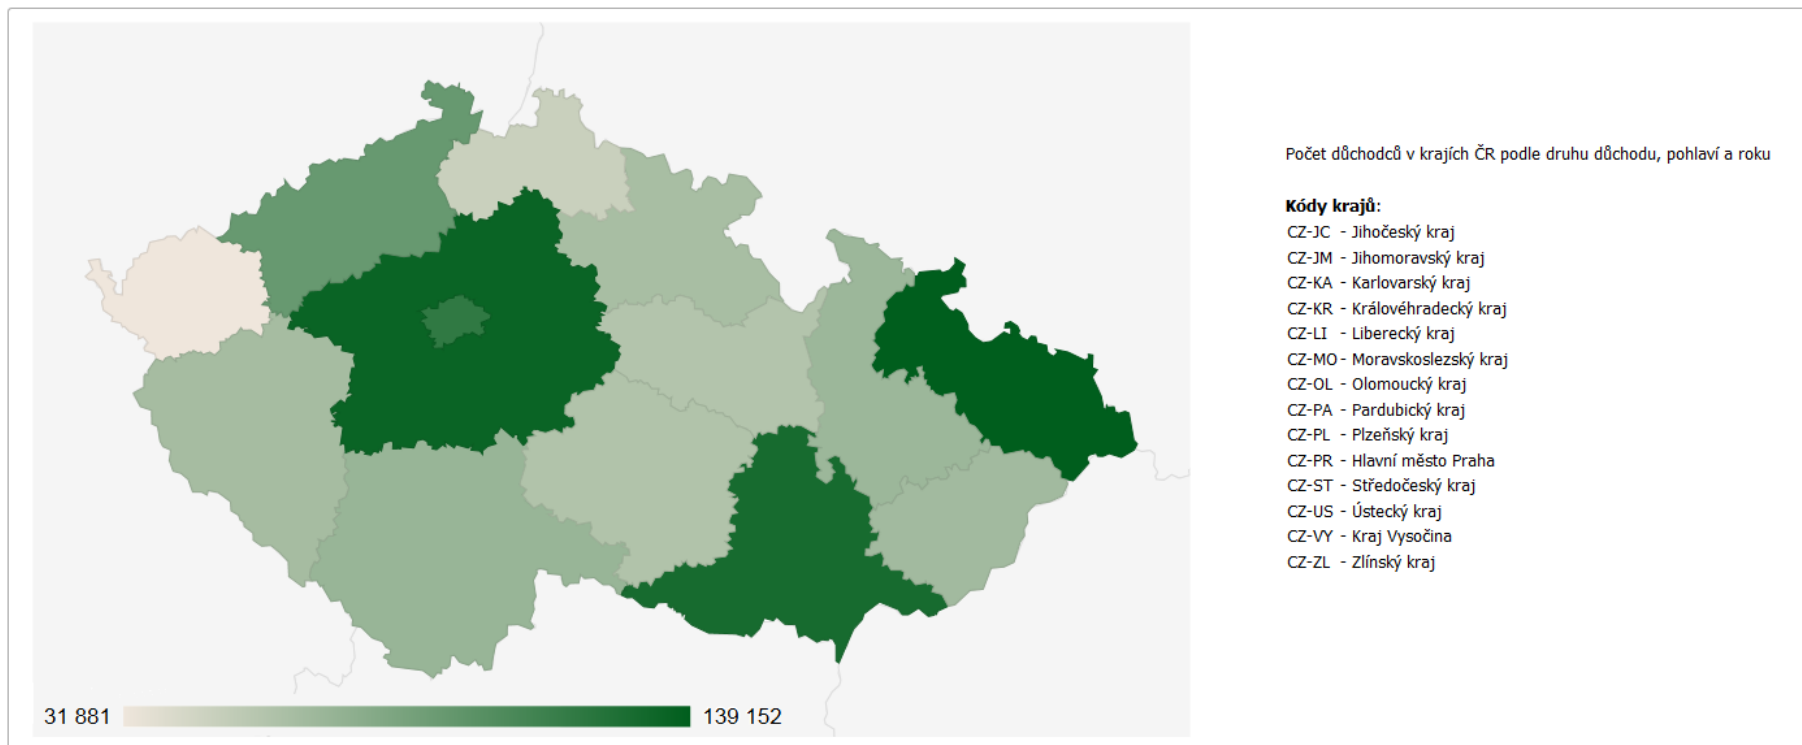 Počet důchodců v krajích ČR podle druhu důchodu, pohlaví a roku
Kódy krajů:
CZ-JC - Jihočeský kraj
CZ-JM - Jihomoravský kraj
CZ-KA - Karlovarský kraj
CZ-KR - Královéhradecký kraj
CZ-LI - Liberecký kraj
CZ-MO - Moravskoslezský kraj
CZ-OL - Olomoucký kraj
CZ-PA - Pardubický kraj
CZ-PL - Plzeňský kraj
CZ-PR - Hlavní město Praha
CZ-ST - Středočeský kraj
CZ-US - Ústecký kraj
CZ-VY - Kraj Vysočina
CZ-ZL - Zlínský kraj
31 881 139 152